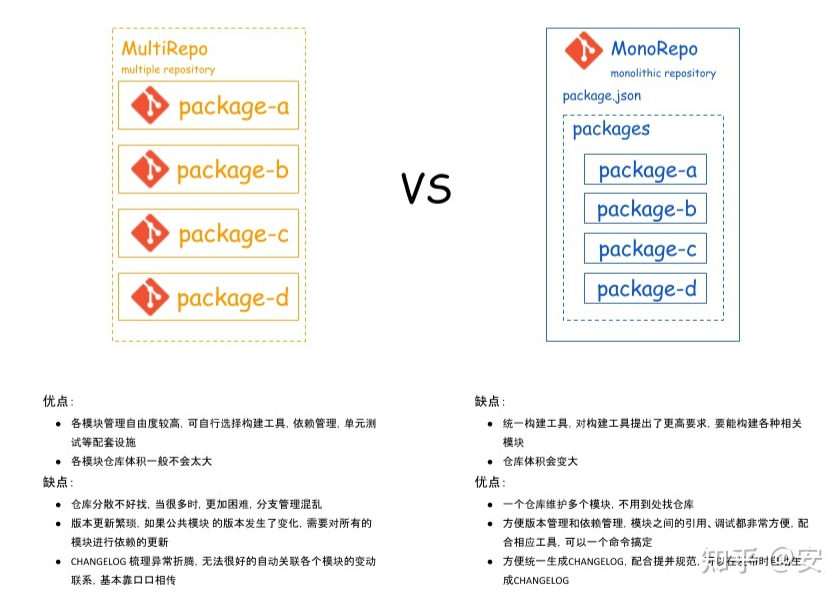 MultiRepo
multiple repository
package-a
package-b
package-c
package-d
VS
MonoRepo
monolithic repository
package.json
packages
package-a
package-b
package-c
package-d
优点:
• 各模块管理自由度较高, 可自行选择构建工具, 依赖管理, 单元测
试等配套设施
• 各模块仓库体积一般不会太大
缺点:
• 仓库分散不好找, 当很多时, 更加困难, 分支管理混乱
• 版本更新繁琐, 如果公共模块 的版本发生了变化, 需要对所有的
模块进行依赖的更新
• CHANGELOG 梳理异常折腾, 无法很好的自动关联各个模块的变动
联系, 基本靠口口相传
缺点:
• 统一构建工具, 对构建工具提出了更高要求, 要能构建各种相关
模块
• 仓库体积会变大
优点:
• 一个仓库维护多个模块, 不用到处找仓库
• 方便版本管理和依赖管理, 模块之间的引用、调试都非常方便, 配
合相应工具, 可以一个命令搞定
• 方便统一生成CHANGELOG, 配合提并规范, 可以在发布时自动生
成CHANGELOG
知乎 @安